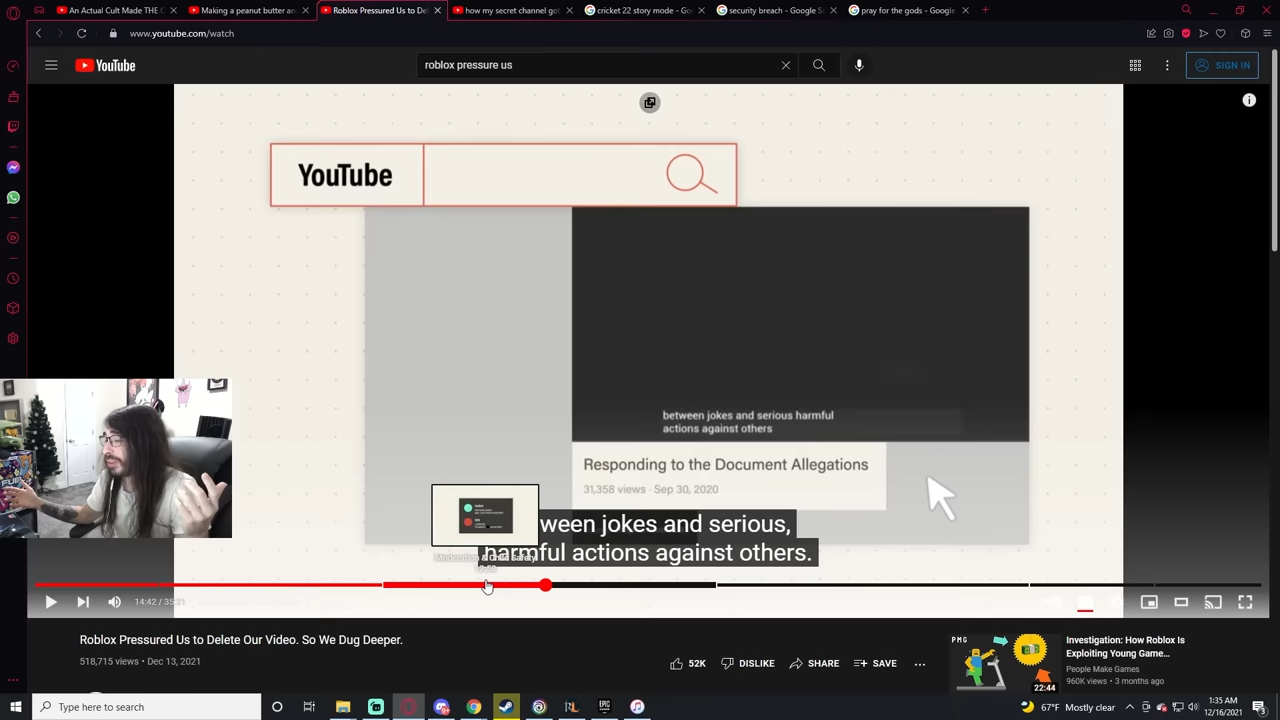 An Actual Cult Made THE G
Making a peanut butter an
Roblox Pressured Us to De
how my secret channel got
cricket 22 story mode - Go
security breach - Google S
pray for the gods - Google
www.youtube.com/watch
YouTube
roblox pressure us
SIGN IN
YouTube
between jokes and serious harmful
actions against others
Responding to the Document Allegations
31,358 views · Sep 30, 2020
ween jokes and serious,
harmful actions against others.
Moderation & Child Safety
14:42 /
Roblox Pressured Us to Delete Our Video. So We Dug Deeper.
518,715 views • Dec 13, 2021
52K
DISLIKE
SHARE
SAVE
PMG
22:44
Investigation: How Roblox Is
Exploiting Young Game...
People Make Games
960K views • 3 months ago
Type here to search
67°F Mostly clear
1:35 AM
12/16/2021